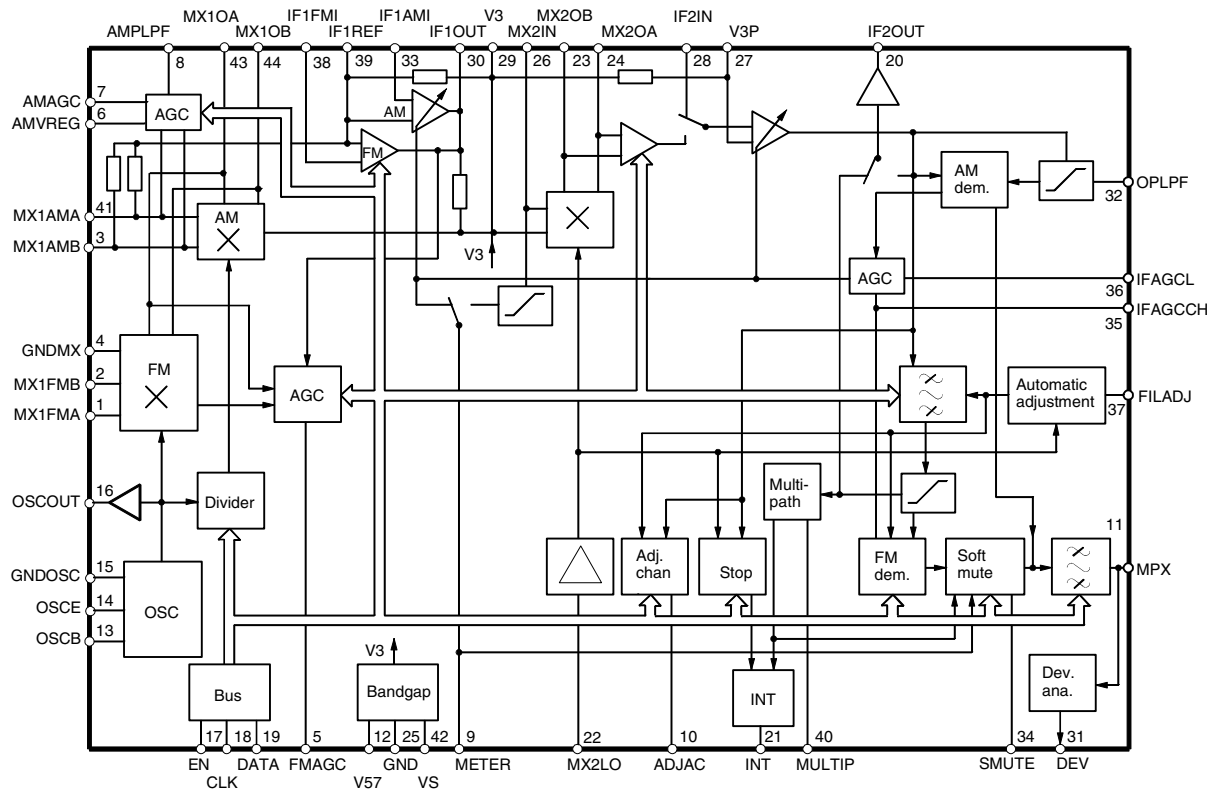 MX1OA IF1FMI IF1AMI V3 MX2OB IF2IN
AMPLPF MX1OB IF1REF IF1OUT MX2IN MX2OA V3P IF2OUT
8 43 44 38 39 33 30 29 26 23 24 28 27 20
AMAGC 7
AMVREG 6
AGC
AM
FM
AM
dem.
OPLPF
32
MX1AMA 41
MX1AMB 3
AM
V3
AGC
IFAGCL
36
IFAGCCH
35
GNDMX 4
MX1FMB 2
MX1FMA 1
FM
AGC
Automatic
adjustment
FILADJ
37
OSCOUT 16
Divider
Multi-
path
11
MPX
GNDOSC 15
OSCE 14
OSCB 13
OSC
Adj.
chan
Stop
FM
dem.
Soft
mute
V3
Bus
Bandgap
INT
Dev.
ana.
17 18 19 5 12 25 42 9 22 10 21 40 34 31
EN DATA FMAGC GND METER MX2LO ADJAC INT MULTIP SMUTE DEV
CLK V57 VS